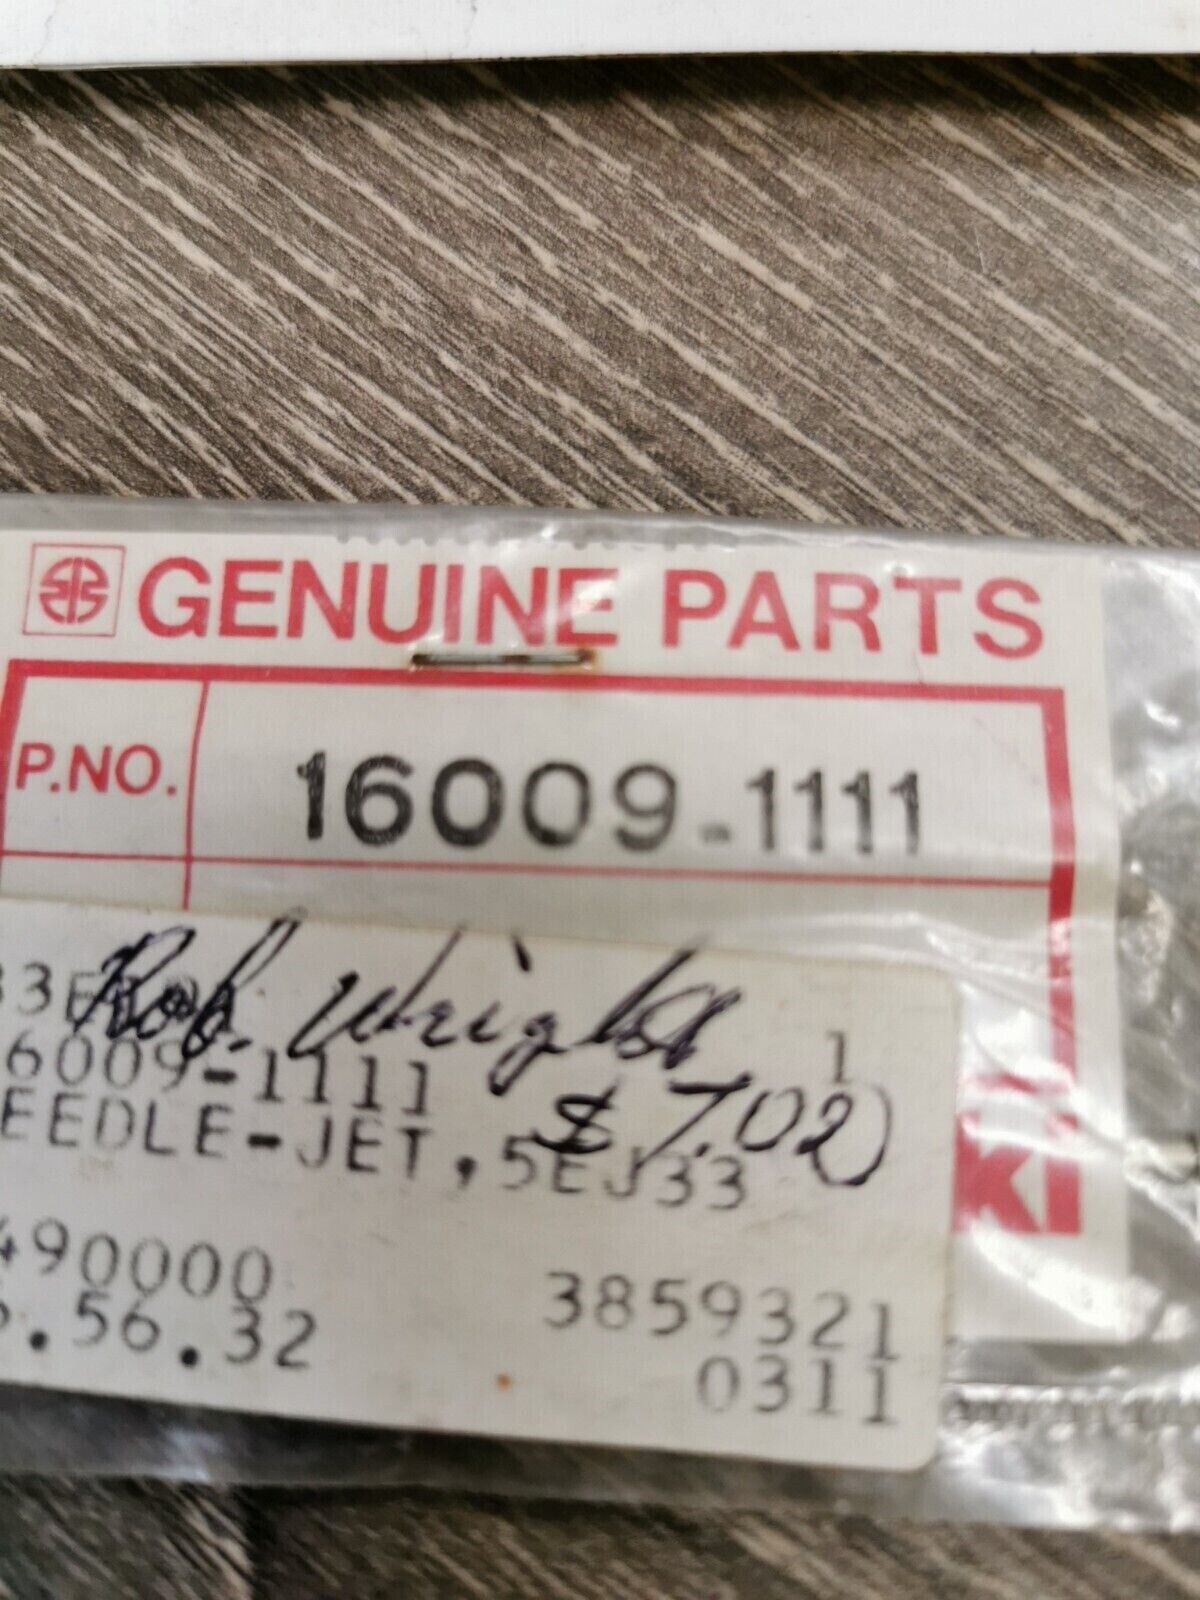 GENUINE PARTS
P.NO. 16009-1111
Rob. Wright
6009-1111 1
EEDLE-JET,5EJ33
$7.02
ki
490000 3859321
.56.32 0311